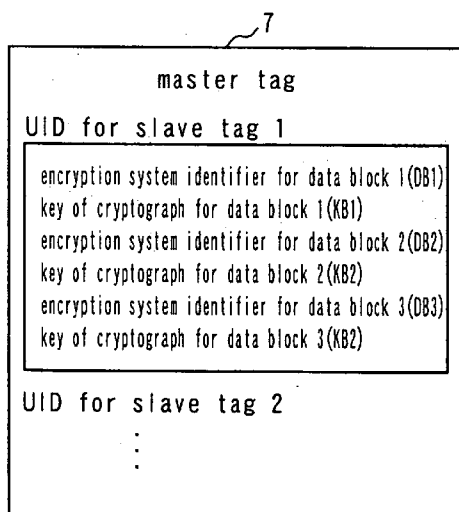 7
master tag
UID for slave tag 1
encryption system identifier for data block 1(DB1)
key of cryptograph for data block 1(KB1)
encryption system identifier for data block 2(DB2)
key of cryptograph for data block 2(KB2)
encryption system identifier for data block 3(DB3)
key of cryptograph for data block 3(KB2)
UID for slave tag 2
⋮